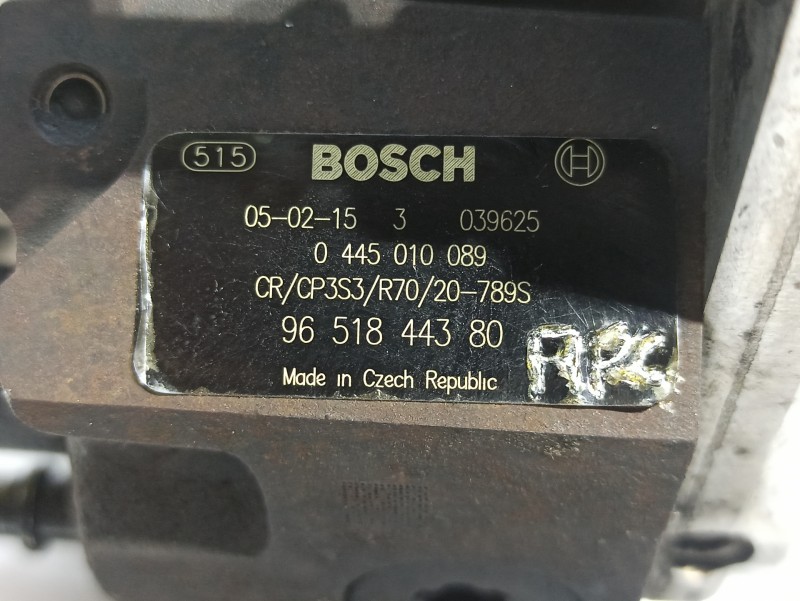 515 BOSCH H
05-02-15 3 039625
0 445 010 089
CR/CP3S3/R70/20-789S
96 518 443 80
Made in Czech Republic